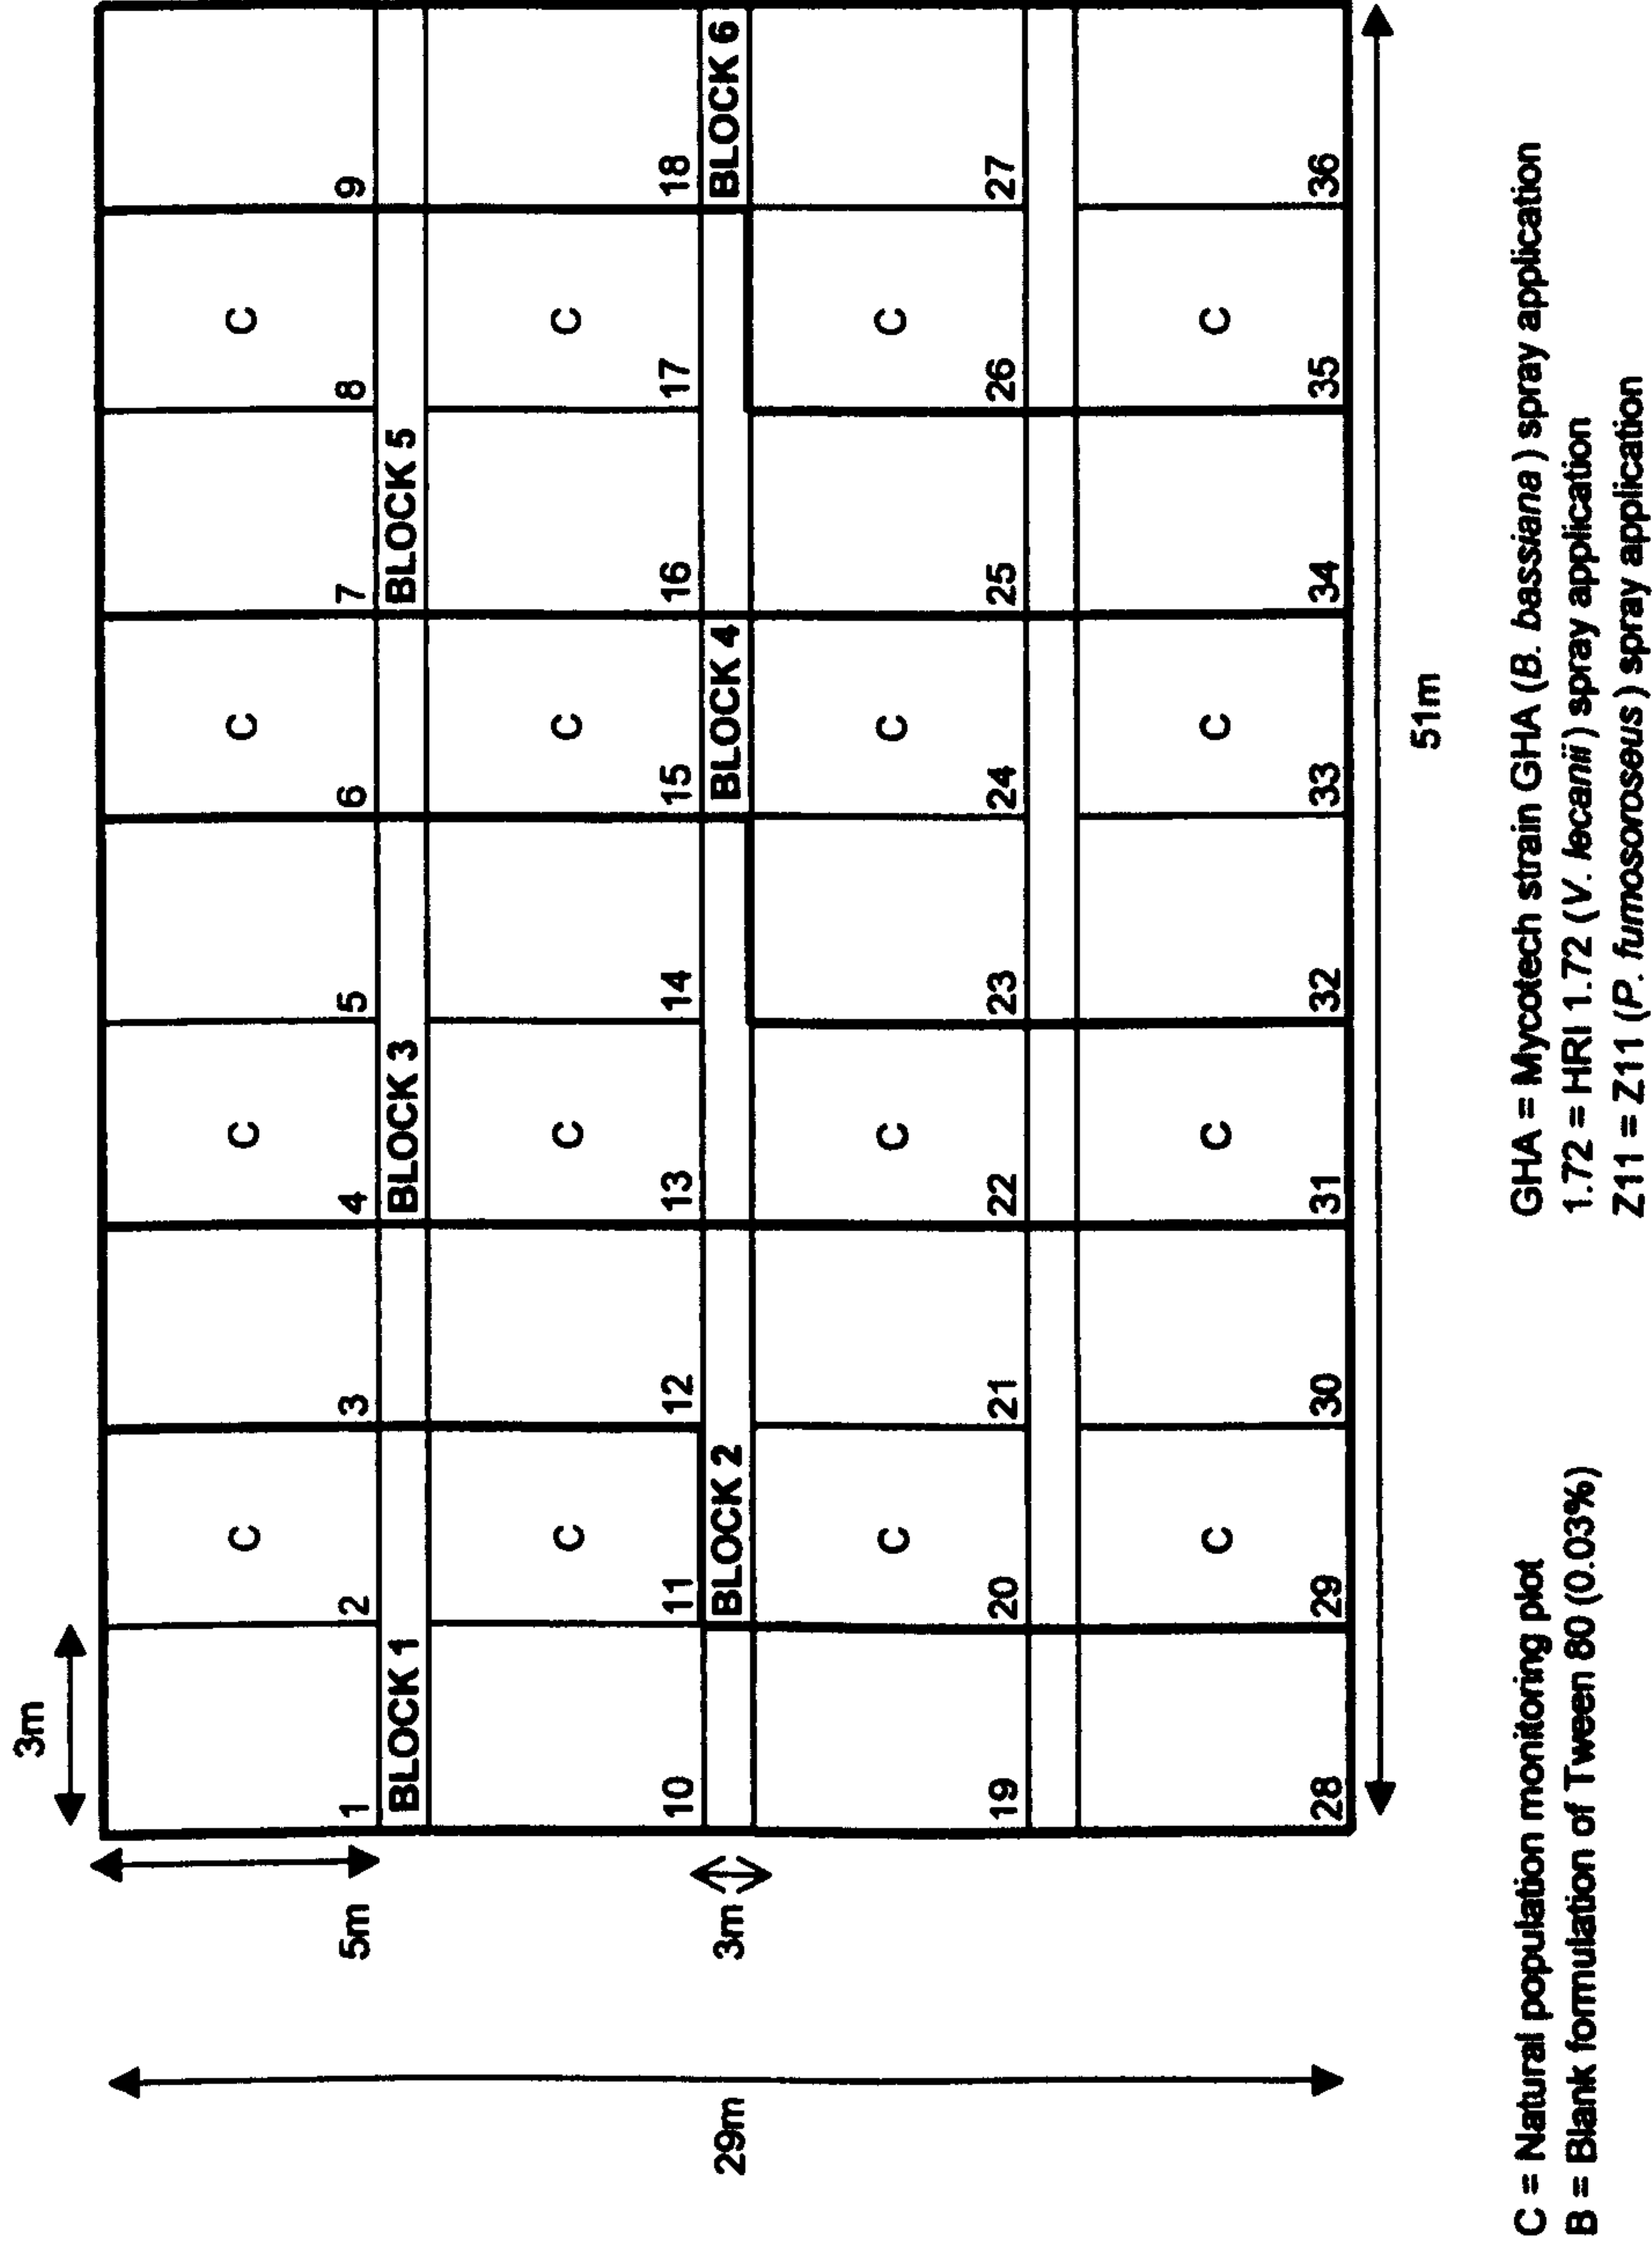 3m
C C C C
5m 1 2 3 4 5 6 7 8 9
BLOCK 1 BLOCK 3 BLOCK 5
C C C C
10 11 12 13 14 15 16 17 18
29m 3m BLOCK 2 BLOCK 4 BLOCK 6
C C C C
19 20 21 22 23 24 25 26 27
C C C C
28 29 30 31 32 33 34 35 36
51m
C = Natural population monitoring plot
B = Blank formulation of Tween 80 (0.03%)
GHA = Mycotech strain GHA (B. bassiana ) spray application
1.72 = HRI 1.72 (V. lecanii ) spray application
Z11 = Z11 (P. fumosoroseus ) spray application